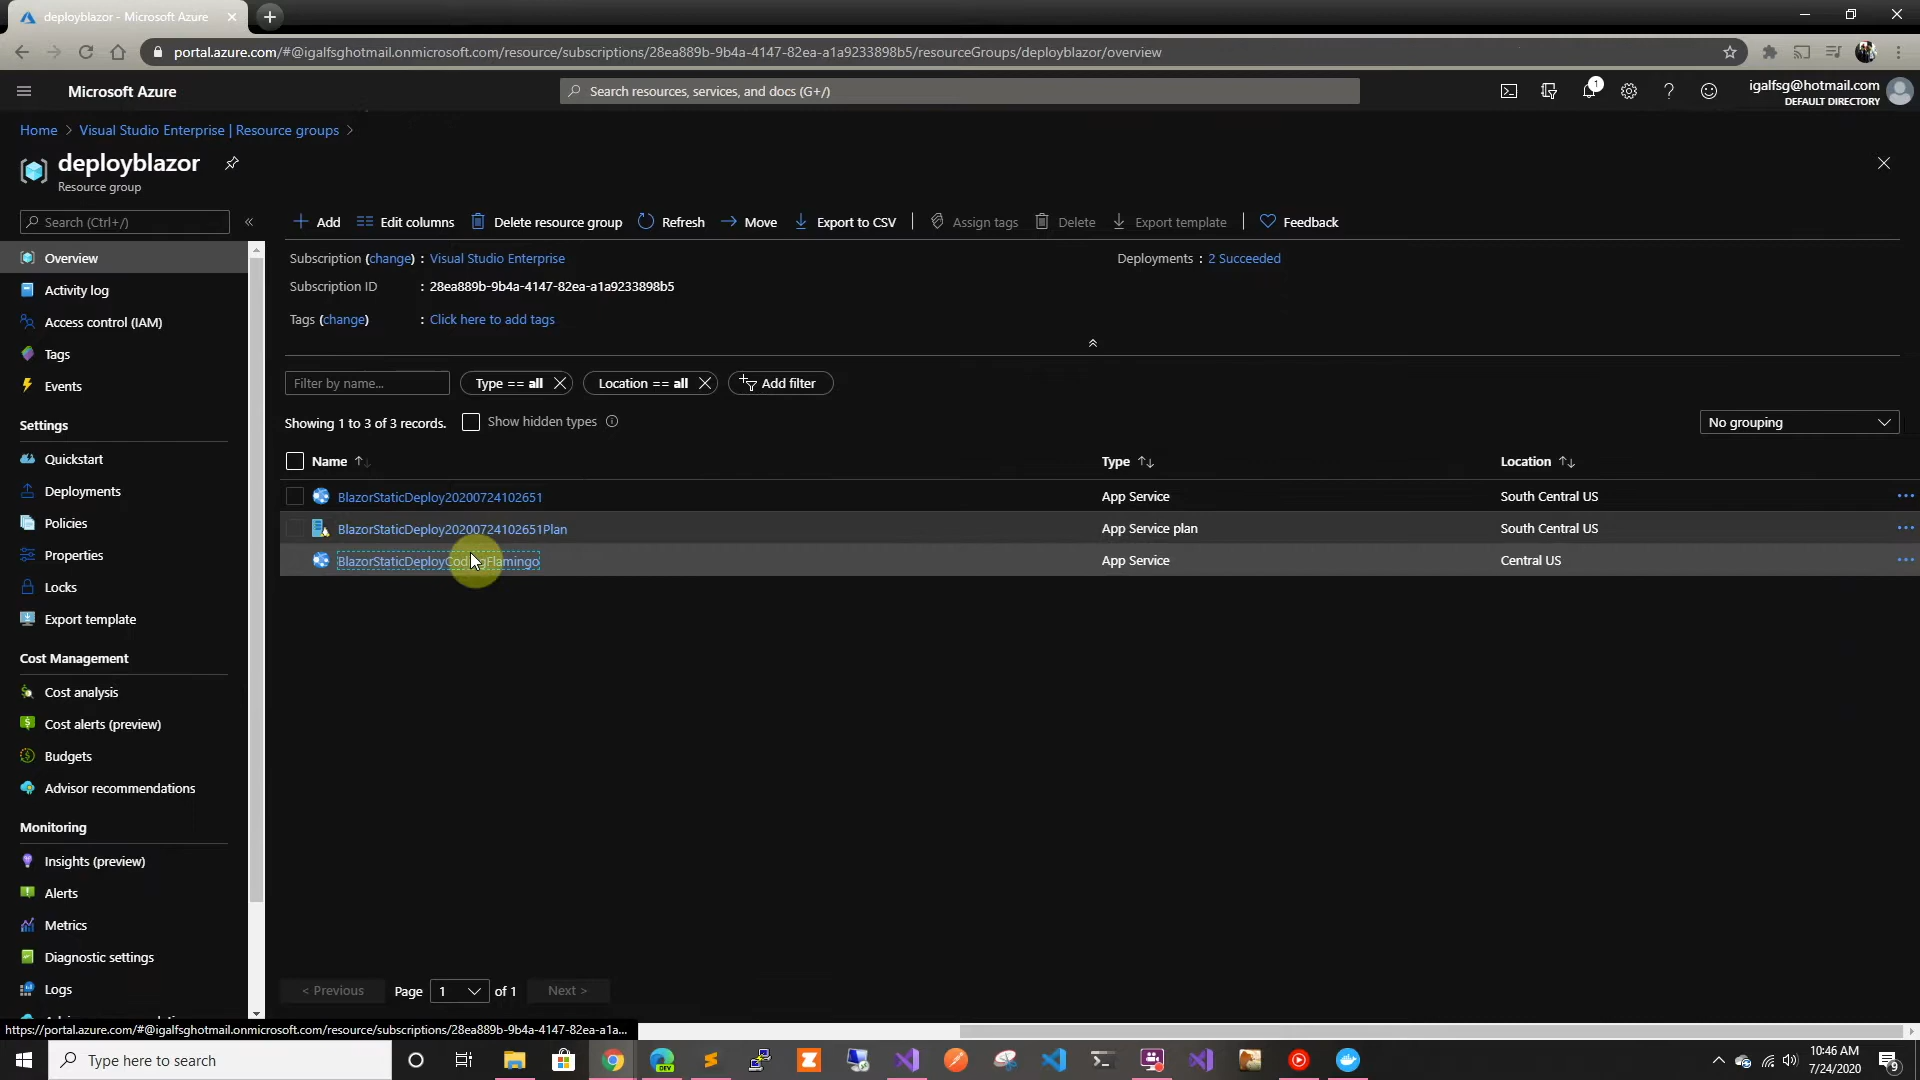 deployblazor - Microsoft Azure
portal.azure.com/#@igalfsghotmail.onmicrosoft.com/resource/subscriptions/28ea889b-9b4a-4147-82ea-a1a9233898b5/resourceGroups/deployblazor/overview
Microsoft Azure
Search resources, services, and docs (G+/)
1
igalfsg@hotmail.com
DEFAULT DIRECTORY
Home > Visual Studio Enterprise | Resource groups >
deployblazor
Resource group
Search (Ctrl+/)
«
Add
Edit columns
Delete resource group
Refresh
Move
Export to CSV
Assign tags
Delete
Export template
Feedback
Overview
Activity log
Access control (IAM)
Tags
Events
Settings
Quickstart
Deployments
Policies
Properties
Locks
Export template
Cost Management
Cost analysis
Cost alerts (preview)
Budgets
Advisor recommendations
Monitoring
Insights (preview)
Alerts
Metrics
Diagnostic settings
Logs
Subscription (change) : Visual Studio Enterprise
Deployments : 2 Succeeded
Subscription ID : 28ea889b-9b4a-4147-82ea-a1a9233898b5
Tags (change) : Click here to add tags
Filter by name...
Type == all
Location == all
Add filter
Showing 1 to 3 of 3 records.
Show hidden types
No grouping
Name
Type
Location
BlazorStaticDeploy20200724102651 App Service South Central US
BlazorStaticDeploy20200724102651Plan App Service plan South Central US
BlazorStaticDeployCodingFlamingo App Service Central US
< Previous
Page 1 of 1
Next >
https://portal.azure.com/#@igalfsghotmail.onmicrosoft.com/resource/subscriptions/28ea889b-9b4a-4147-82ea-a1a...
Type here to search
DEV
10:46 AM
7/24/2020
9